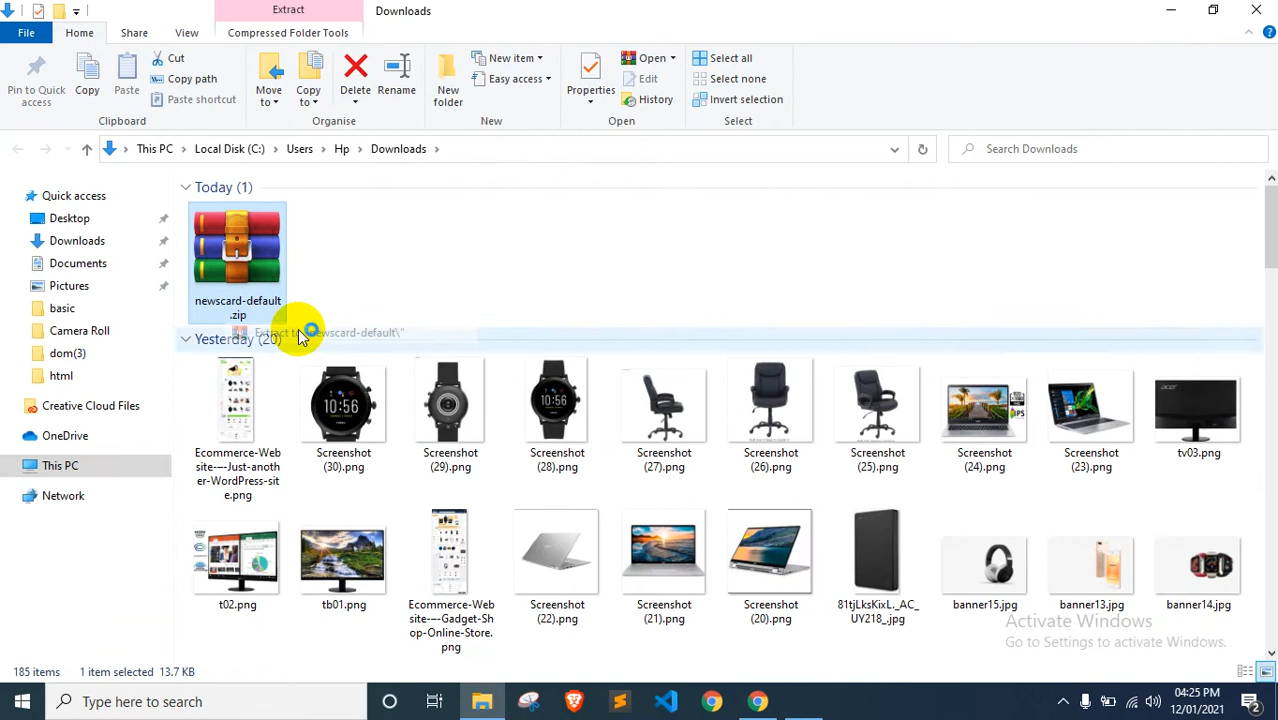 Extract
Downloads
File
Home
Share
View
Compressed Folder Tools
Pin to Quick
access
Copy
Paste
Cut
Copy path
Paste shortcut
Clipboard
Move
to
Copy
to
Delete
Rename
Organise
New
folder
New item
Easy access
New
Properties
Open
Edit
History
Open
Select all
Select none
Invert selection
Select
This PC
Local Disk (C:)
Users
Hp
Downloads
Search Downloads
Quick access
Desktop
Downloads
Documents
Pictures
basic
Camera Roll
dom(3)
html
Creative Cloud Files
OneDrive
This PC
Network
Today (1)
newscard-default
.zip
Extract to "newscard-default\"
Yesterday (20)
Ecommerce-Web
site-–-Just-anoth
er-WordPress-sit
e.png
Screenshot
(30).png
Screenshot
(29).png
Screenshot
(28).png
Screenshot
(27).png
Screenshot
(26).png
Screenshot
(25).png
Screenshot
(24).png
Screenshot
(23).png
tv03.png
t02.png
tb01.png
Ecommerce-Web
site-–-Gadget-Sh
op-Online-Store.
png
Screenshot
(22).png
Screenshot
(21).png
Screenshot
(20).png
81tjLksKixL._AC_
UY218_.jpg
banner15.jpg
banner13.jpg
banner14.jpg
Activate Windows
Go to Settings to activate Windows.
185 items
1 item selected 13.7 KB
Type here to search
04:25 PM
12/01/2021
2